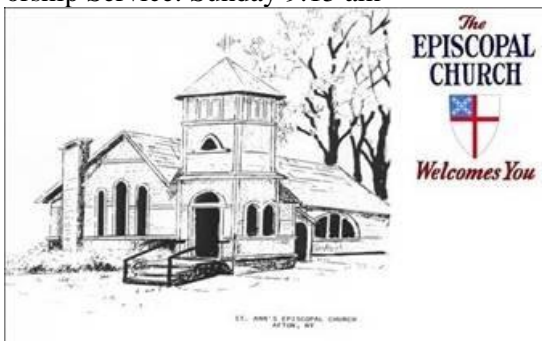 orship Service: Sunday 9:15 am
The
EPISCOPAL
CHURCH
Welcomes You
ST. ANN'S EPISCOPAL CHURCH
AFTON, NY